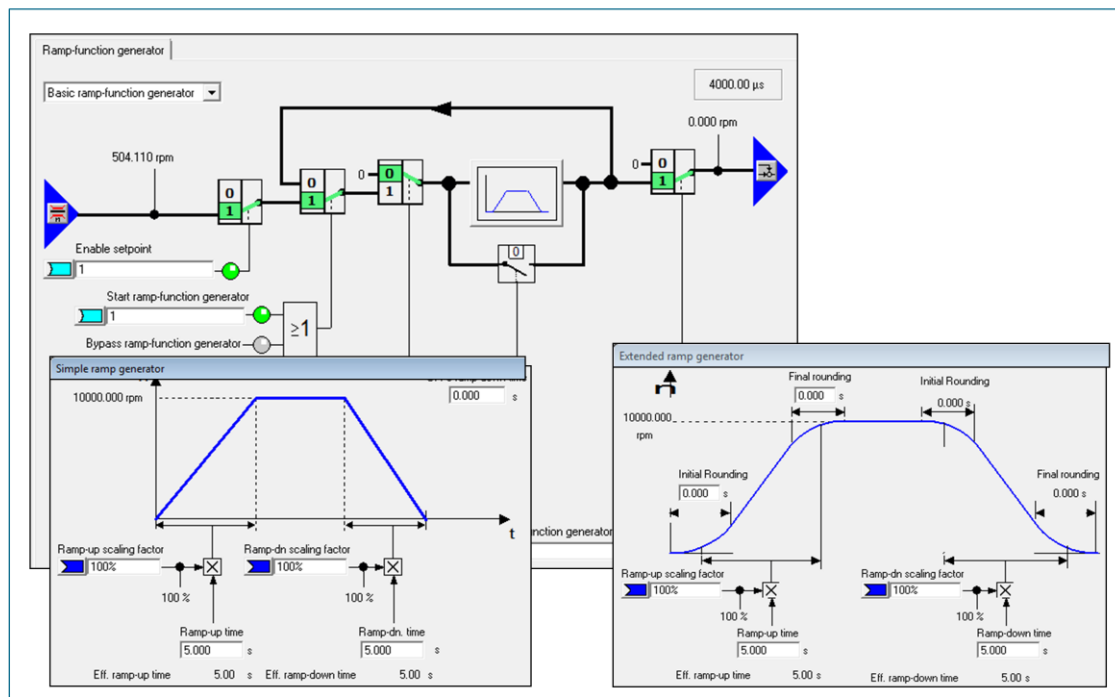 Ramp-function generator
Basic ramp-function generator
4000.00 µs
504.110 rpm
0.000 rpm
0
1
0
1
0
0
1
0
0
1
0
Enable setpoint
1
Start ramp-function generator
1
≥1
Bypass ramp-function generator
Simple ramp generator
10000.000 rpm
ramp-down time
0.000 s
t
function generator
Ramp-up scaling factor
100%
100 %
Ramp-dn scaling factor
100%
100 %
Ramp-up time
5.000 s
Ramp-dn. time
5.000 s
Eff. ramp-up time 5.00 s Eff. ramp-down time 5.00 s
Extended ramp generator
n
Final rounding
0.000 s
Initial Rounding
0.000 s
10000.000
rpm
Initial Rounding
0.000 s
Final rounding
0.000 s
Ramp-up scaling factor
100%
100 %
Ramp-dn scaling factor
100%
100 %
Ramp-up time
5.000 s
Ramp-down time
5.000 s
Eff. ramp-up time 5.00 s Eff. ramp-down time 5.00 s